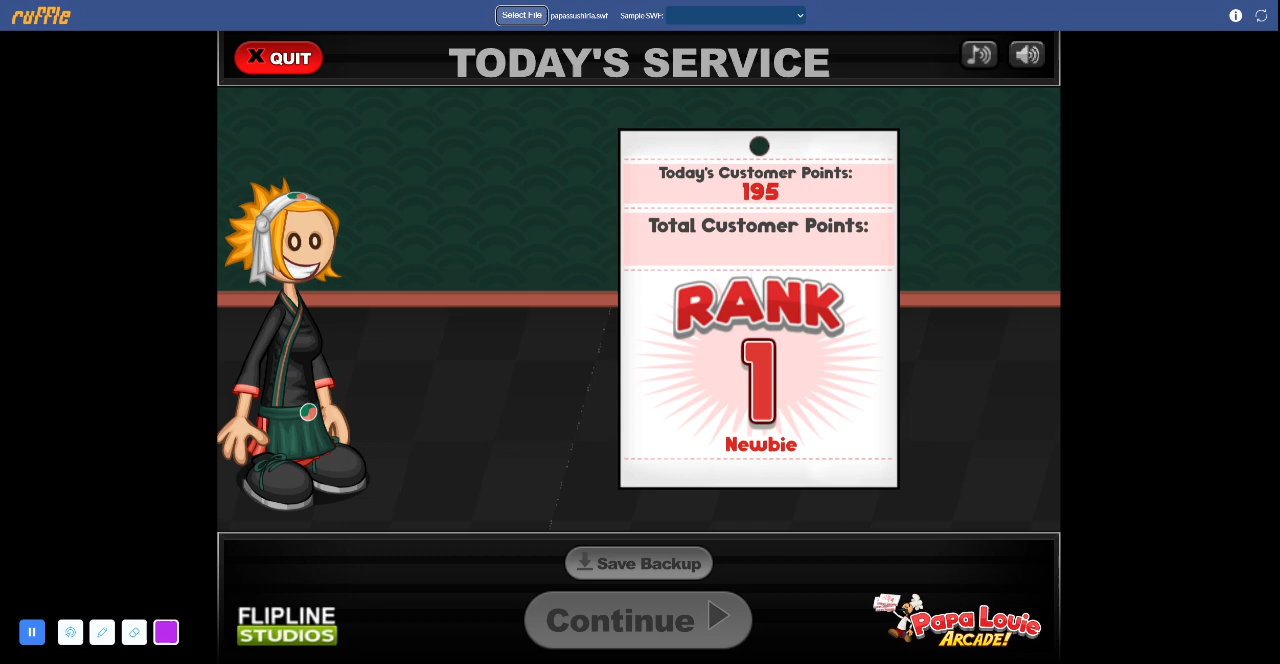 ruffle
Select File papassushiria.swf Sample SWF:
X QUIT
TODAY'S SERVICE
Today's Customer Points:
195
Total Customer Points:
RANK
1
Newbie
Save Backup
Continue
FLIPLINE
STUDIOS
Papa Louie
ARCADE!